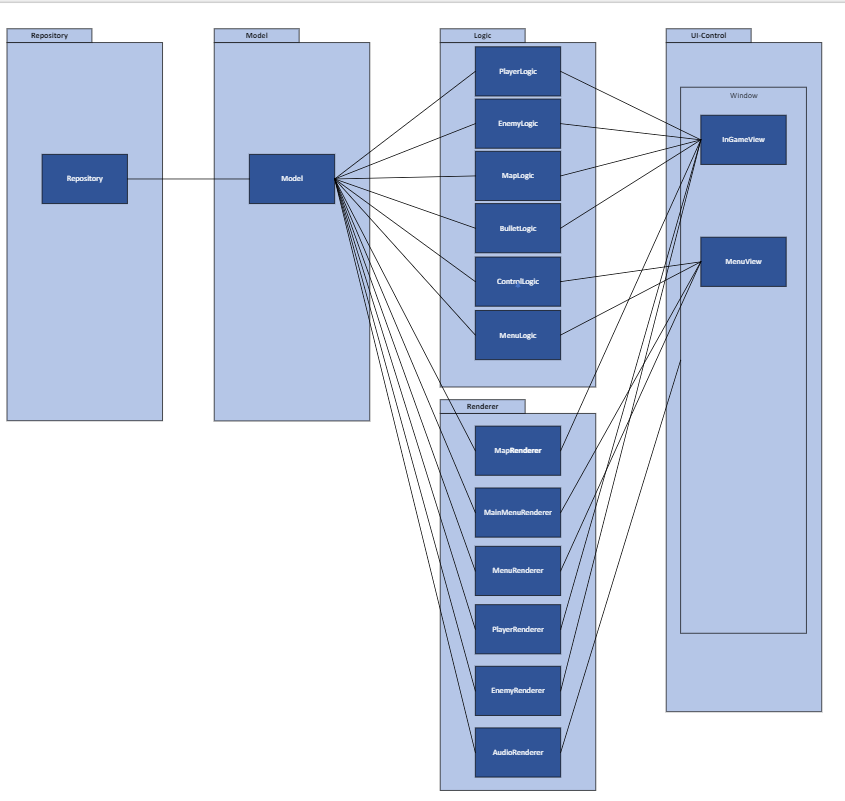 Repository
Model
Logic
UI-Control
PlayerLogic
Window
EnemyLogic
InGameView
MapLogic
Repository
Model
BulletLogic
MenuView
ControlLogic
MenuLogic
Renderer
MapRenderer
MainMenuRenderer
MenuRenderer
PlayerRenderer
EnemyRenderer
AudioRenderer